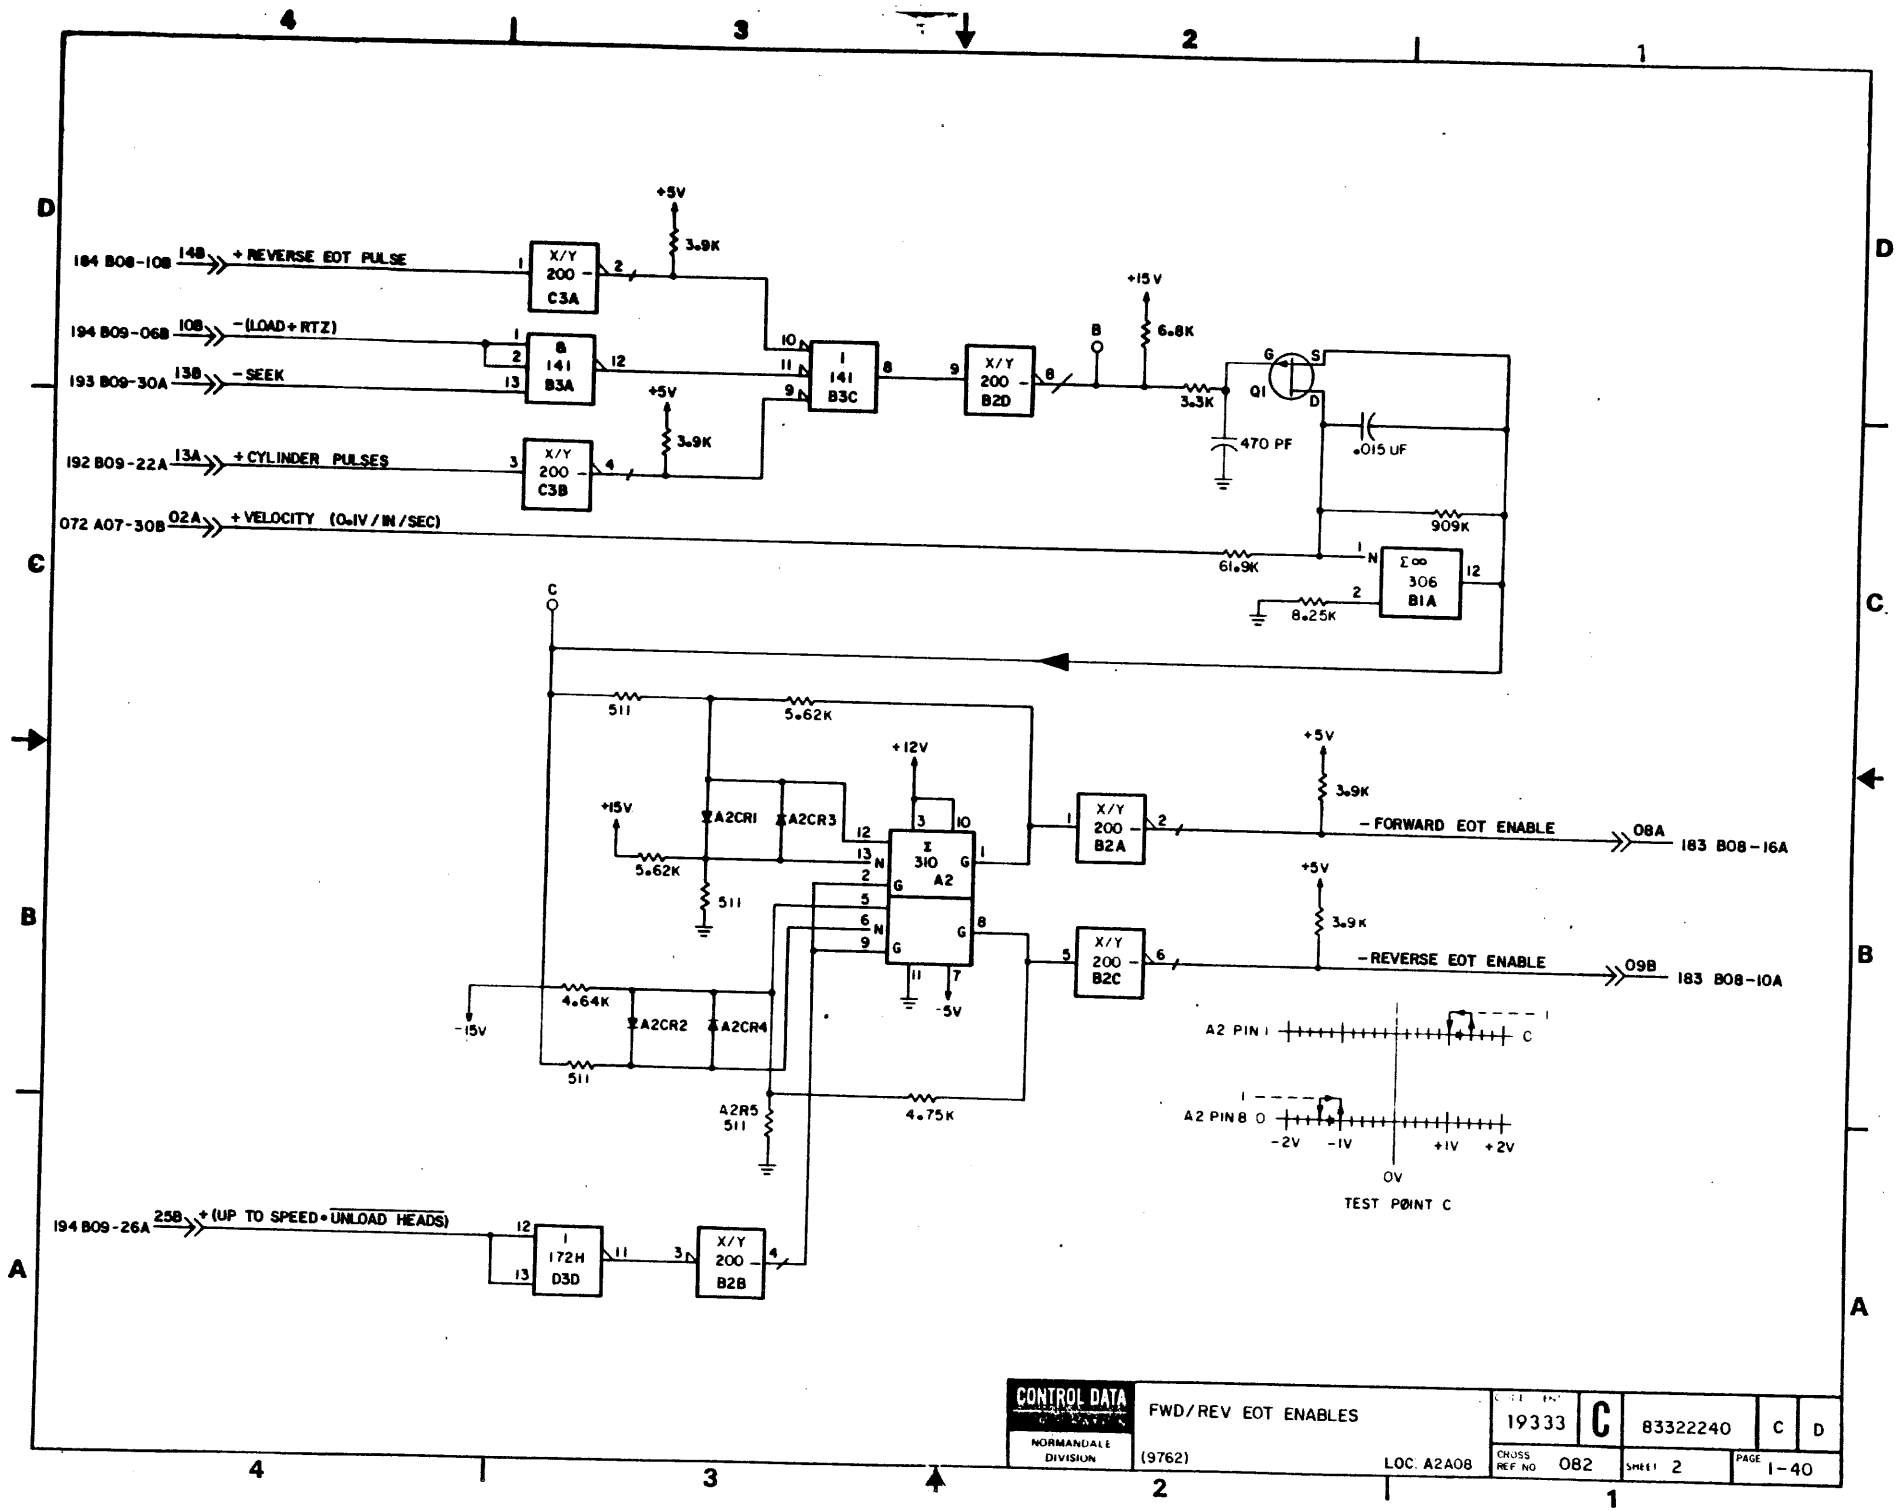 4 3 2 1
D
D
+5V
3.9K
184 B08-10B 14B + REVERSE EOT PULSE 1 X/Y 200 C3A 2
194 B09-06B 10B -(LOAD+RTZ) 1 2 & 141 B3A 12
193 B09-30A 13B -SEEK 13
+5V
3.9K
192 B09-22A 13A +CYLINDER PULSES 3 X/Y 200 C3B 4
10 11 9 1 141 B3C 8
9 X/Y 200 B2D 8
B
+15V
6.8K
3.3K
470 PF
G S Q1 D
.015 UF
909K
072 A07-30B 02A +VELOCITY (0.1V/IN/SEC)
61.9K
1 N Σ∞ 306 B1A 12
2
8.25K
C
C
C
511
5.62K
+12V
+15V
A2CR1 A2CR3
5.62K
511
3 10
12 13 N 2 G Σ 310 A2 G 1
5 6 N 9 G G 8
11 7
-5V
1 X/Y 200 B2A 2
+5V
3.9K
-FORWARD EOT ENABLE 08A 183 B08-16A
+5V
3.9K
5 X/Y 200 B2C 6
-REVERSE EOT ENABLE 09B 183 B08-10A
B
B
4.64K
-15V
A2CR2 A2CR4
511
A2R5
511
4.75K
A2 PIN 1 1
C
1
A2 PIN 8 0
-2V -1V +1V +2V
0V
TEST PØINT C
194 B09-26A 25B +(UP TO SPEED•UNLOAD HEADS) 12 13 1 172H D3D 11
3 X/Y 200 B2B 4
A
A
CONTROL DATA
NORMANDALE
DIVISION
FWD/REV EOT ENABLES
(9762)
LOC. A2A08
19333
C
83322240
C
D
CROSS
REF NO 082
SHEET 2
PAGE 1-40
4 3 2 1